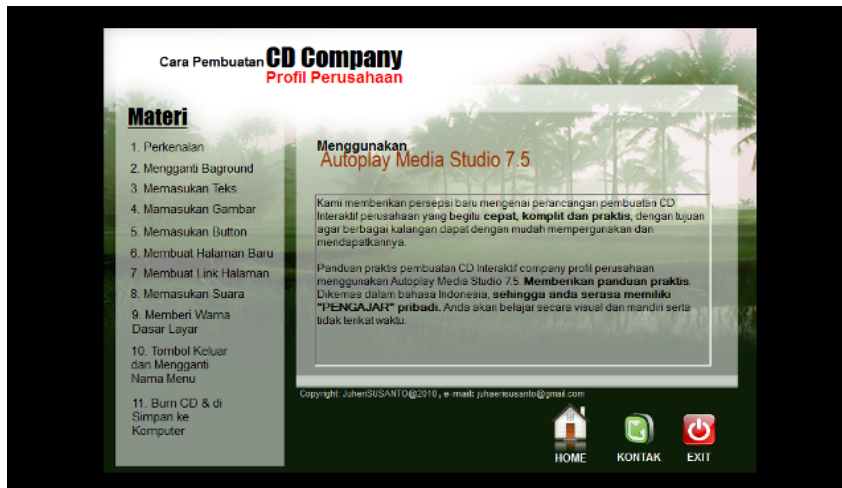 Cara Pembuatan CD Company
Profil Perusahaan
Materi
1. Perkenalan
2. Mengganti Baground
3. Memasukan Teks
4. Mamasukan Gambar
5. Memasukan Button
6. Membuat Halaman Baru
7. Membuat Link Halaman
8. Memasukan Suara
9. Memberi Warna
Dasar Layar
10. Tombol Keluar
dan Mengganti
Nama Menu
11. Burn CD & di
Simpan ke
Komputer
Menggunakan
Autoplay Media Studio 7.5
Kami memberikan persepsi baru mengenai perancangan pembuatan CD
Interaktif perusahaan yang begitu cepat, komplit dan praktis, dengan tujuan
agar berbagai kalangan dapat dengan mudah mempergunakan dan
mendapatkannya.
Panduan praktis pembuatan CD Interaktif company profil perusahaan
menggunakan Autoplay Media Studio 7.5. Memberikan panduan praktis.
Dikemas dalam bahasa Indonesia, sehingga anda serasa memiliki
"PENGAJAR" pribadi. Anda akan belajar secara visual dan mandiri serta
tidak terikat waktu.
Copyright: JuheriSUSANTO@2010, e-mail: juhaerisusanto@gmail.com
HOME KONTAK EXIT